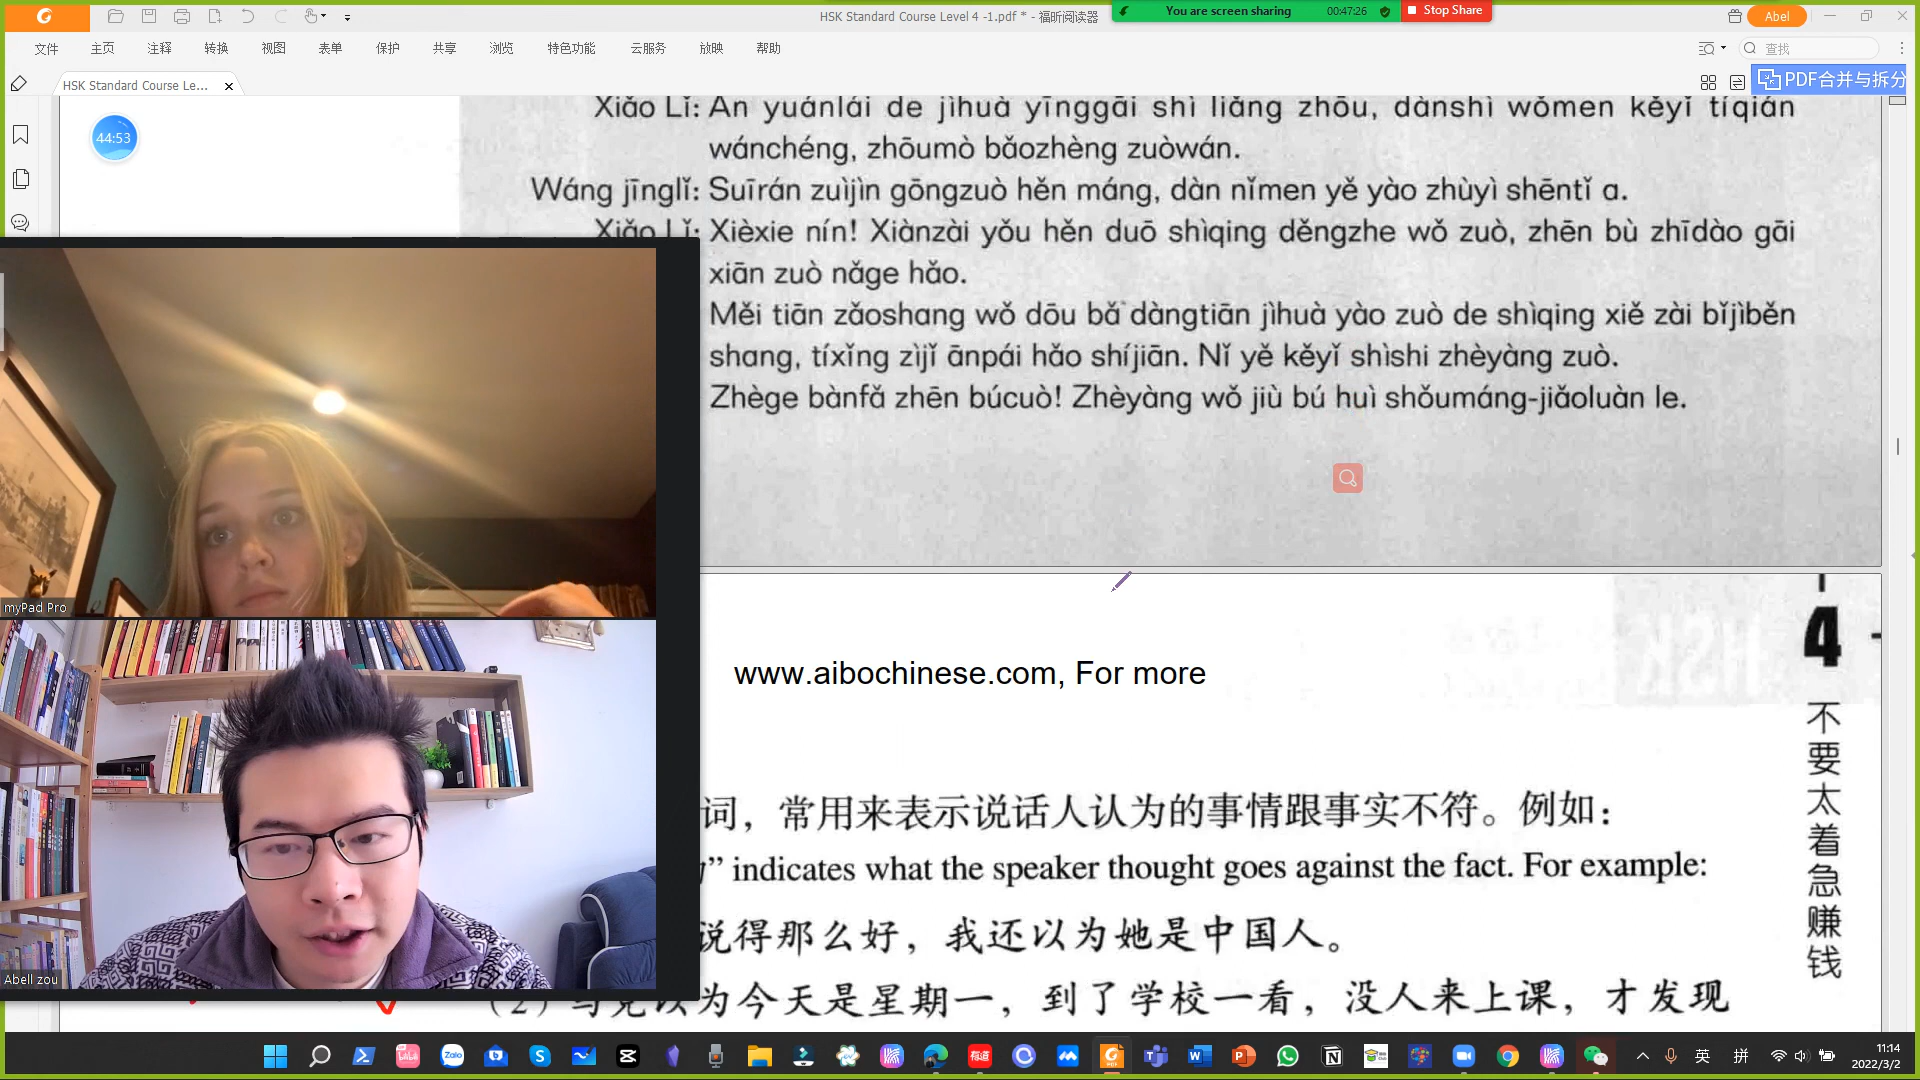 HSK Standard Course Level 4 -1.pdf * - 福昕阅读器
You are screen sharing
00:47:26
Stop Share
Abel
文件 主页 注释 转换 视图 表单 保护 共享 浏览 特色功能 云服务 放映 帮助
查找
HSK Standard Course Le...
PDF合并与拆分
44:53
Xiǎo Lǐ: Àn yuánlái de jìhuà yīnggāi shì liǎng zhōu, dànshì wǒmen kěyǐ tíqián
wánchéng, zhōumò bǎozhèng zuòwán.
Wáng jīnglǐ: Suīrán zuìjìn gōngzuò hěn máng, dàn nǐmen yě yào zhùyì shēntǐ a.
Xiǎo Lǐ: Xièxie nín! Xiànzài yǒu hěn duō shìqing děngzhe wǒ zuò, zhēn bù zhīdào gāi
xiān zuò nǎge hǎo.
Měi tiān zǎoshang wǒ dōu bǎ dàngtiān jìhuà yào zuò de shìqing xiě zài bǐjìběn
shang, tíxǐng zìjǐ ānpái hǎo shíjiān. Nǐ yě kěyǐ shìshi zhèyàng zuò.
Zhège bànfǎ zhēn búcuò! Zhèyàng wǒ jiù bú huì shǒumáng-jiǎoluàn le.
myPad Pro
Abell zou
www.aibochinese.com, For more
4
不要太着急赚钱
词，常用来表示说话人认为的事情跟事实不符。例如：
” indicates what the speaker thought goes against the fact. For example:
说得那么好，我还以为她是中国人。
（2）马克以为今天是星期一，到了学校一看，没人来上课，才发现
英 拼
11:14
2022/3/2